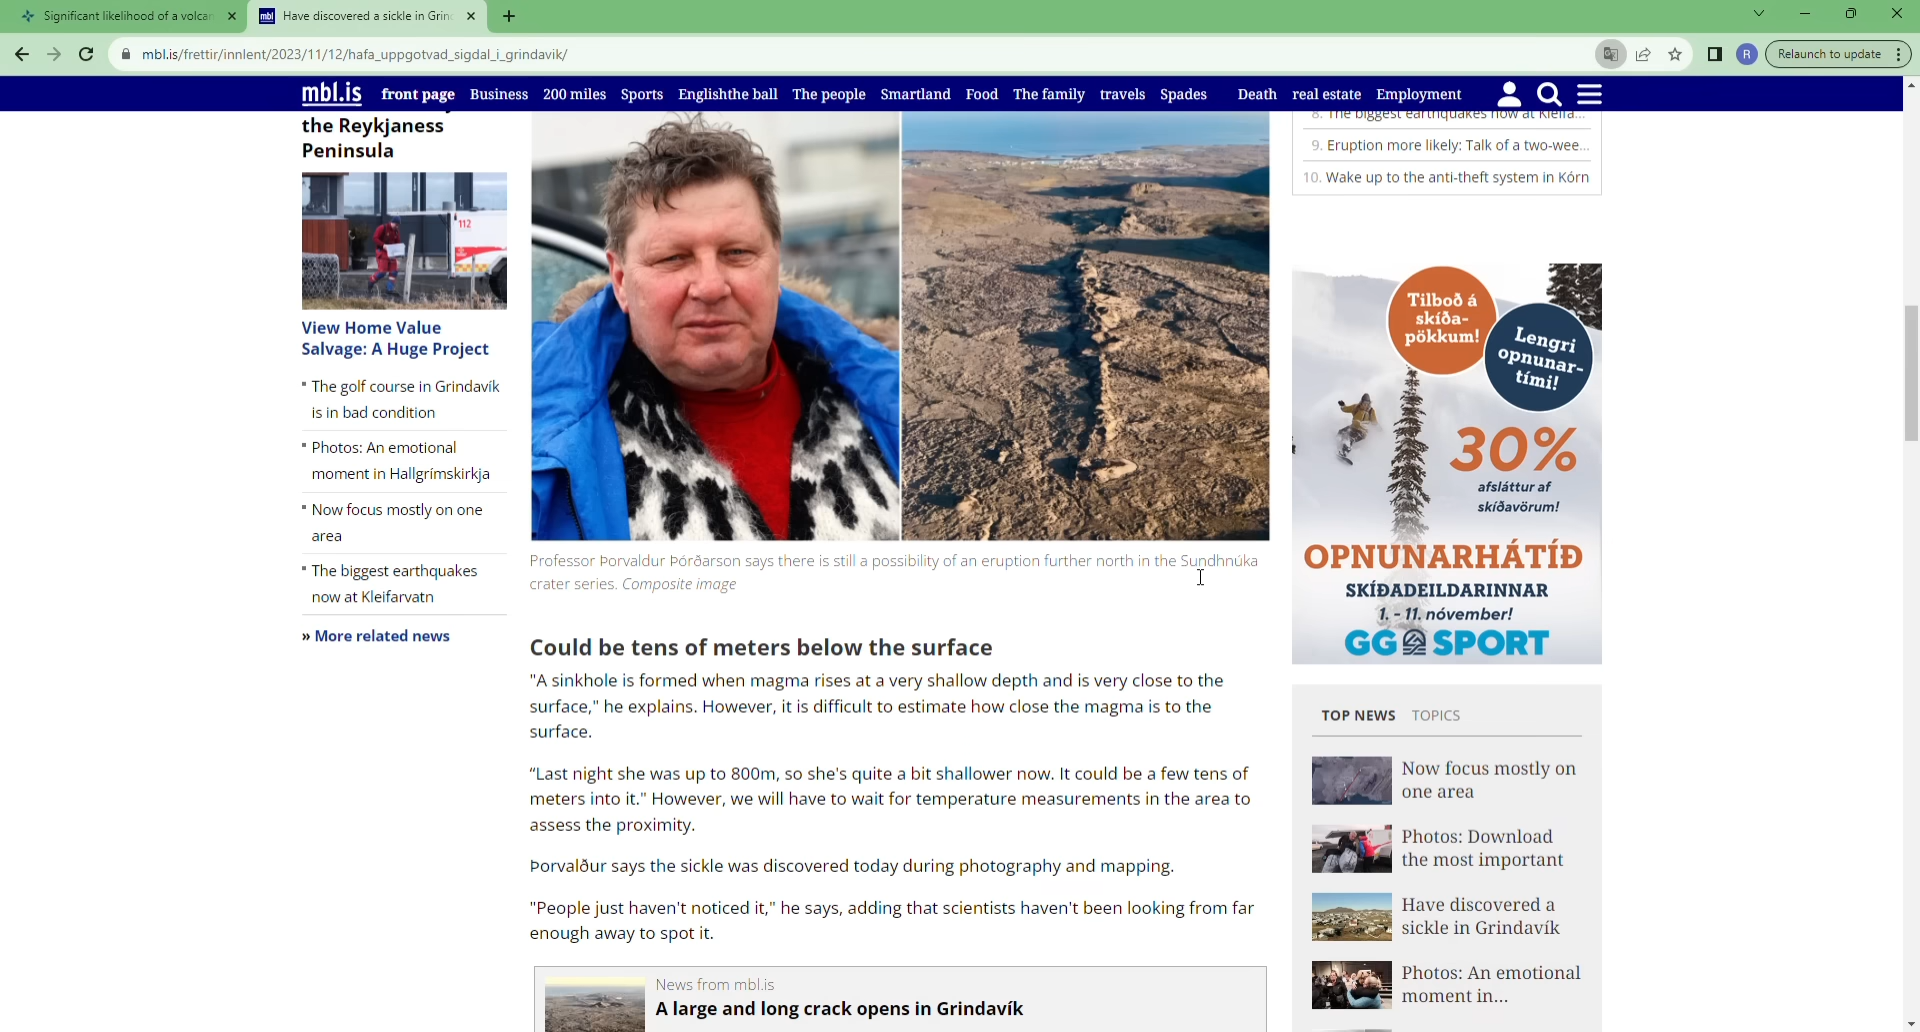 Significant likelihood of a volcan
Have discovered a sickle in Grin
mbl.is/frettir/innlent/2023/11/12/hafa_uppgotvad_sigdal_i_grindavik/
R
Relaunch to update
mbl.is front page Business 200 miles Sports Englishthe ball The people Smartland Food The family travels Spades Death real estate Employment
the Reykjaness
Peninsula
112
View Home Value
Salvage: A Huge Project
The golf course in Grindavík
is in bad condition
Photos: An emotional
moment in Hallgrímskirkja
Now focus mostly on one
area
The biggest earthquakes
now at Kleifarvatn
» More related news
Professor Þorvaldur Þórðarson says there is still a possibility of an eruption further north in the Sundhnúka
crater series. Composite image
Could be tens of meters below the surface
"A sinkhole is formed when magma rises at a very shallow depth and is very close to the
surface," he explains. However, it is difficult to estimate how close the magma is to the
surface.
“Last night she was up to 800m, so she's quite a bit shallower now. It could be a few tens of
meters into it." However, we will have to wait for temperature measurements in the area to
assess the proximity.
Þorvalður says the sickle was discovered today during photography and mapping.
"People just haven't noticed it," he says, adding that scientists haven't been looking from far
enough away to spot it.
News from mbl.is
A large and long crack opens in Grindavík
8. The biggest earthquakes now at Kleifa...
9. Eruption more likely: Talk of a two-wee...
10. Wake up to the anti-theft system in Kórn
Tilboð á
skíða-
pökkum!
Lengri
opnunar-
tími!
30%
afsláttur af
skíðavörum!
OPNUNARHÁTÍÐ
SKÍÐADEILDARINNAR
1. - 11. nóvember!
GG SPORT
TOP NEWS TOPICS
Now focus mostly on
one area
Photos: Download
the most important
Have discovered a
sickle in Grindavík
Photos: An emotional
moment in...